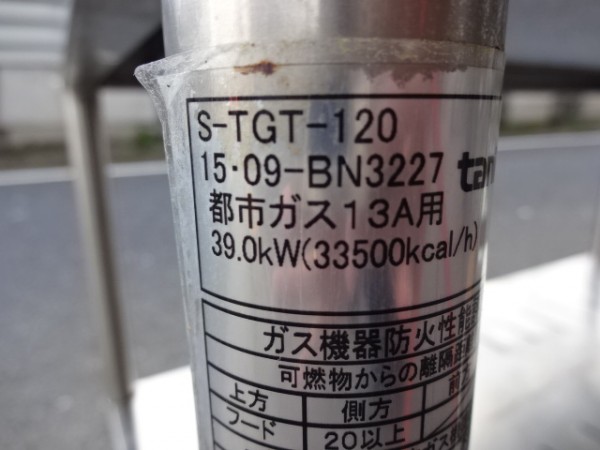 S-TGT-120
15・09-BN3227
都市ガス13A用
39.0kW(33500kcal/h)
ガス機器防火性能
可燃物からの離隔距離
上方 側方
フード 20以上